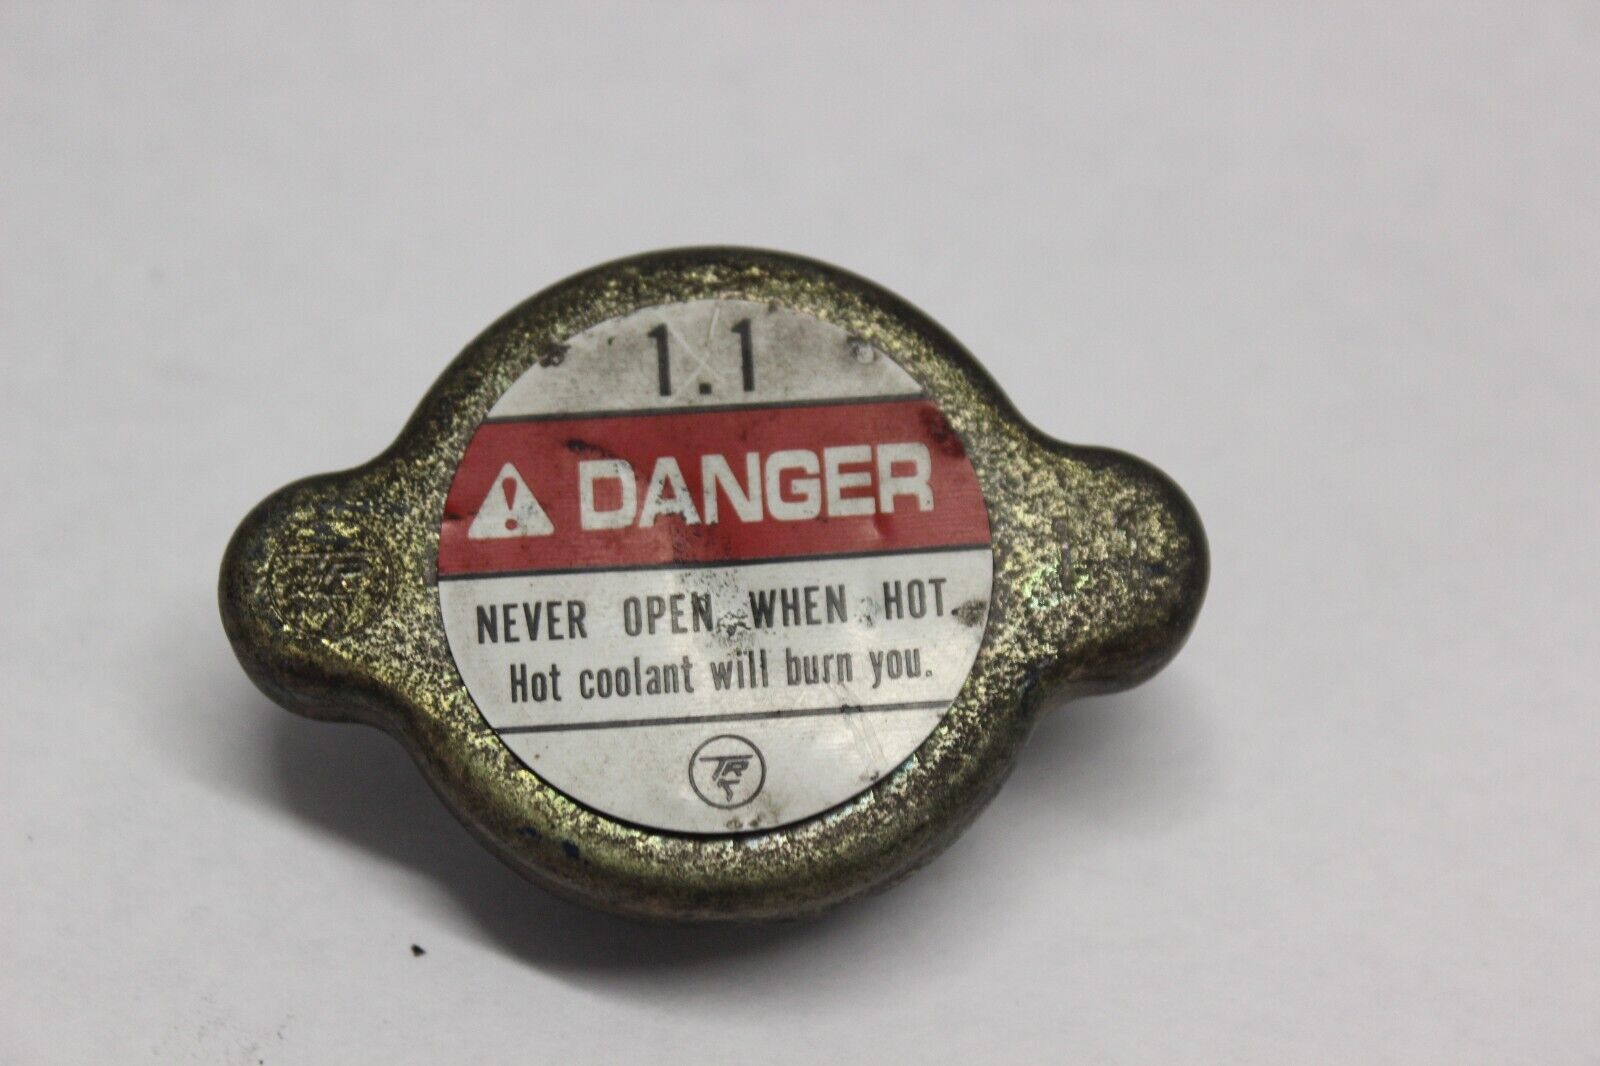 1.1
DANGER
NEVER OPEN WHEN HOT.
Hot coolant will burn you.